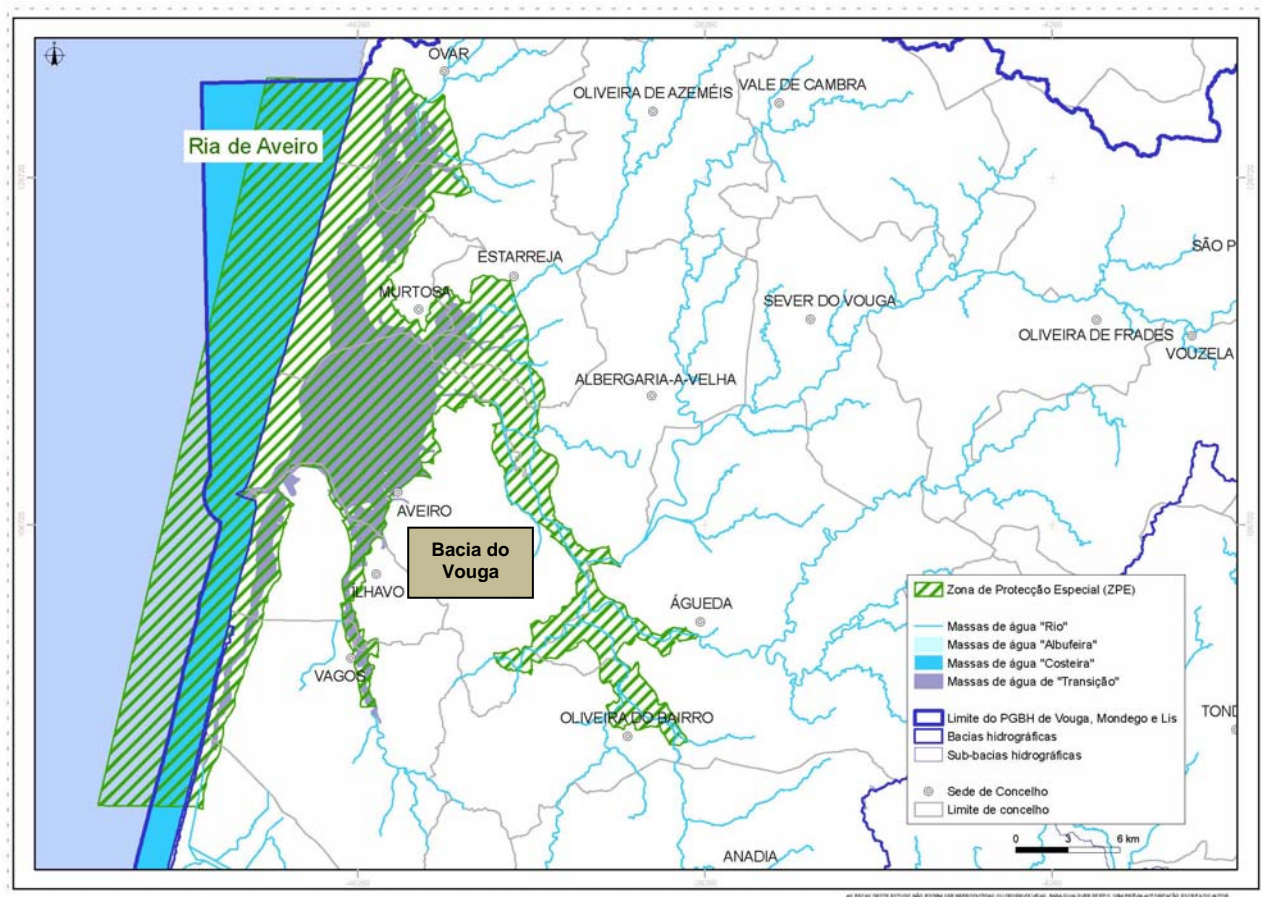 OVAR
OLIVEIRA DE AZEMÉIS
VALE DE CAMBRA
Ria de Aveiro
SÃO P
ESTARREJA
MURTOSA
SEVER DO VOUGA
OLIVEIRA DE FRADES
VOUZELA
ALBERGARIA-A-VELHA
AVEIRO
Bacia do
Vouga
ÍLHAVO
ÁGUEDA
VAGOS
OLIVEIRA DO BAIRRO
TOND
ANADIA
Zona de Protecção Especial (ZPE)
Massas de água "Rio"
Massas de água "Albufeira"
Massas de água "Costeira"
Massas de água de "Transição"
Limite do PGBH de Vouga, Mondego e Lis
Bacias hidrográficas
Sub-bacias hidrográficas
Sede de Concelho
Limite de concelho
0 3 6 km